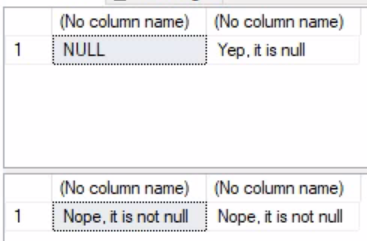 (No column name) (No column name)
1 NULL Yep, it is null
(No column name) (No column name)
1 Nope, it is not null Nope, it is not null